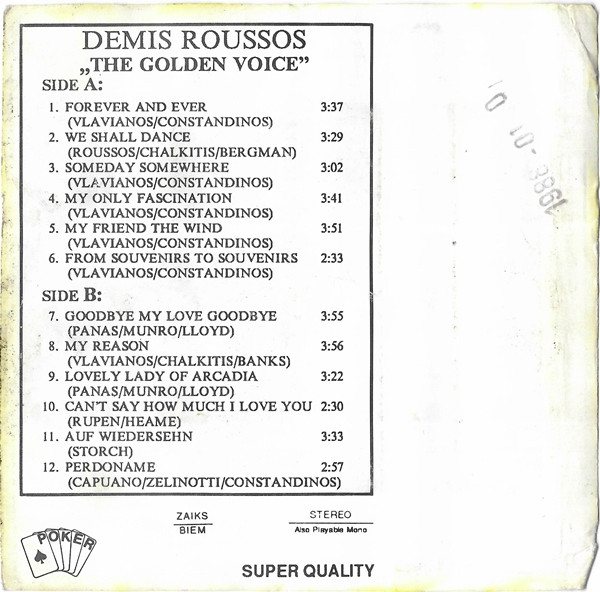 DEMIS ROUSSOS
„THE GOLDEN VOICE”
SIDE A:
1. FOREVER AND EVER 3:37
(VLAVIANOS/CONSTANDINOS)
2. WE SHALL DANCE 3:29
(ROUSSOS/CHALKITIS/BERGMAN)
3. SOMEDAY SOMEWHERE 3:02
(VLAVIANOS/CONSTANDINOS)
4. MY ONLY FASCINATION 3:41
(VLAVIANOS/CONSTANDINOS)
5. MY FRIEND THE WIND 3:51
(VLAVIANOS/CONSTANDINOS)
6. FROM SOUVENIRS TO SOUVENIRS 2:33
(VLAVIANOS/CONSTANDINOS)
SIDE B:
7. GOODBYE MY LOVE GOODBYE 3:55
(PANAS/MUNRO/LLOYD)
8. MY REASON 3:56
(VLAVIANOS/CHALKITIS/BANKS)
9. LOVELY LADY OF ARCADIA 3:22
(PANAS/MUNRO/LLOYD)
10. CAN'T SAY HOW MUCH I LOVE YOU 2:30
(RUPEN/HEAME)
11. AUF WIEDERSEHN 3:33
(STORCH)
12. PERDONAME 2:57
(CAPUANO/ZELINOTTI/CONSTANDINOS)
1988 -01 01
ZAIKS
BIEM
STEREO
Also Playable Mono
POKER
SUPER QUALITY